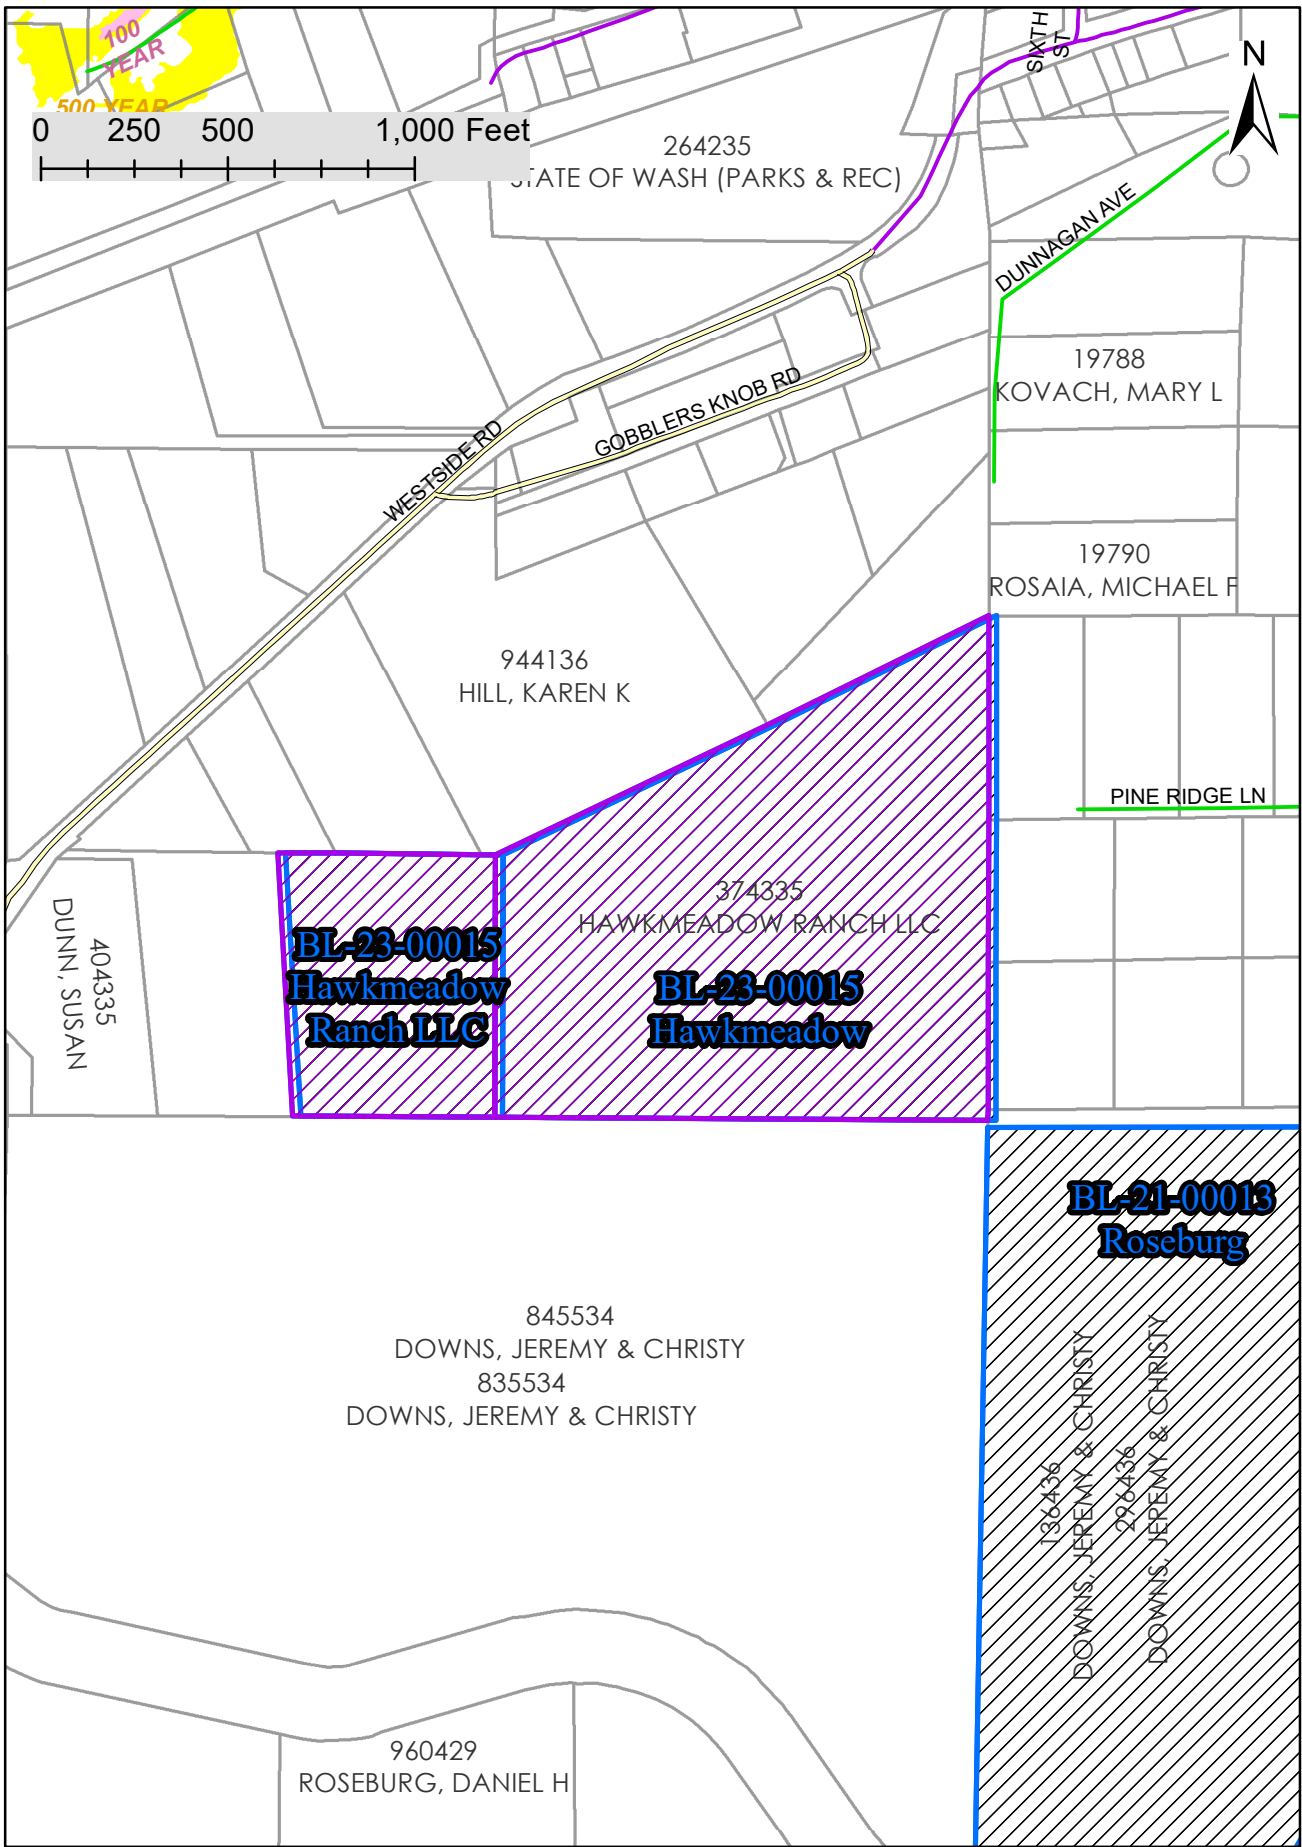 100
YEAR
500 YEAR
0 250 500 1,000 Feet
SIXTH
ST
N
264235
STATE OF WASH (PARKS & REC)
DUNNAGAN AVE
19788
KOVACH, MARY L
GOBBLERS KNOB RD
WESTSIDE RD
19790
ROSAIA, MICHAEL F
944136
HILL, KAREN K
PINE RIDGE LN
374335
HAWKMEADOW RANCH LLC
404335
DUNN, SUSAN
BL-23-00015
Hawkmeadow
Ranch LLC
BL-23-00015
Hawkmeadow
BL-21-00013
Roseburg
845534
DOWNS, JEREMY & CHRISTY
835534
DOWNS, JEREMY & CHRISTY
136436
DOWNS, JEREMY & CHRISTY
296436
DOWNS, JEREMY & CHRISTY
960429
ROSEBURG, DANIEL H